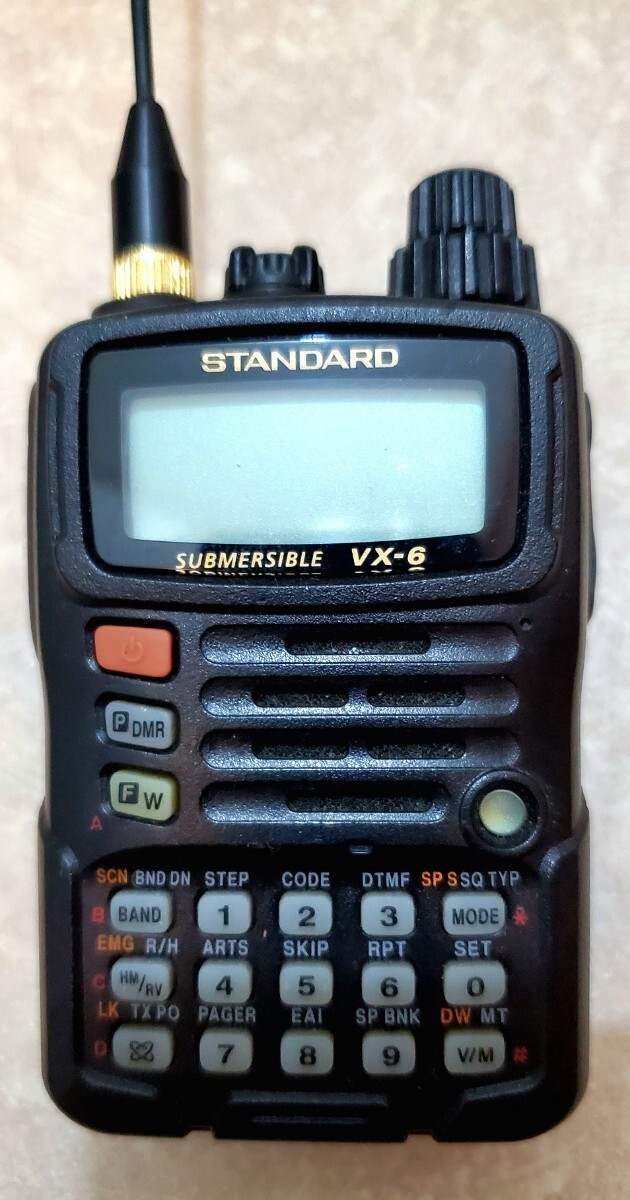 STANDARD
SUBMERSIBLE VX-6
P DMR
F W
A
SCN BND DN STEP CODE DTMF SP S SQ TYP
B BAND 1 2 3 MODE *
EMG R/H ARTS SKIP RPT SET
C HM/RV 4 5 6 0
LK TX PO PAGER EAI SP BNK DW MT
D 7 8 9 V/M #